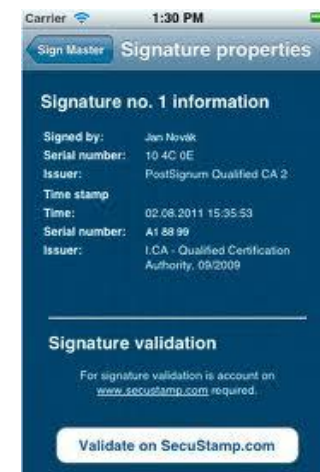 Carrier 1:30 PM
Sign Master Signature properties
Signature no. 1 information
Signed by: Jan Novák
Serial number: 10 4C 0E
Issuer: PostSignum Qualified CA 2
Time stamp
Time: 02.08.2011 15:35:53
Serial number: A1 88 99
Issuer: I.CA - Qualified Certification
Authority, 09/2009
Signature validation
For signature validation is account on
www.secustamp.com required.
Validate on SecuStamp.com